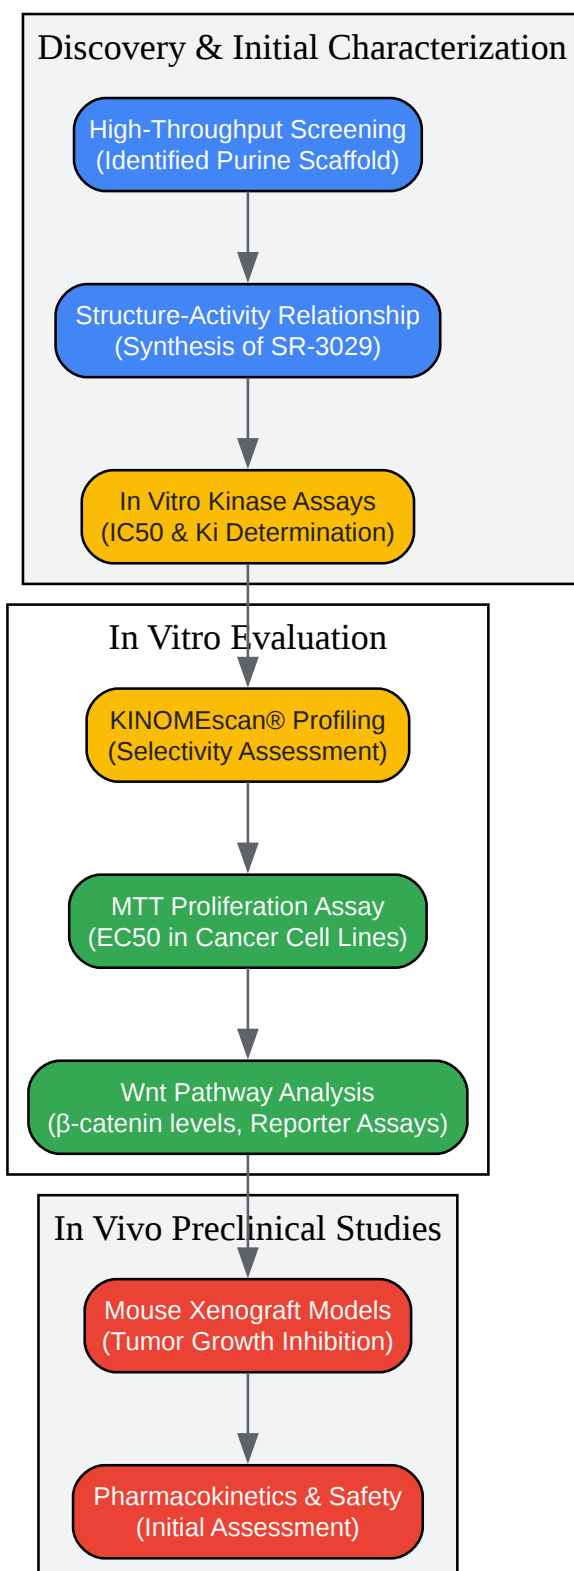 Discovery & Initial Characterization
High-Throughput Screening
(Identified Purine Scaffold)
Structure-Activity Relationship
(Synthesis of SR-3029)
In Vitro Kinase Assays
(IC50 & Ki Determination)
In Vitro Evaluation
KINOMEscan® Profiling
(Selectivity Assessment)
MTT Proliferation Assay
(EC50 in Cancer Cell Lines)
Wnt Pathway Analysis
(β-catenin levels, Reporter Assays)
In Vivo Preclinical Studies
Mouse Xenograft Models
(Tumor Growth Inhibition)
Pharmacokinetics & Safety
(Initial Assessment)